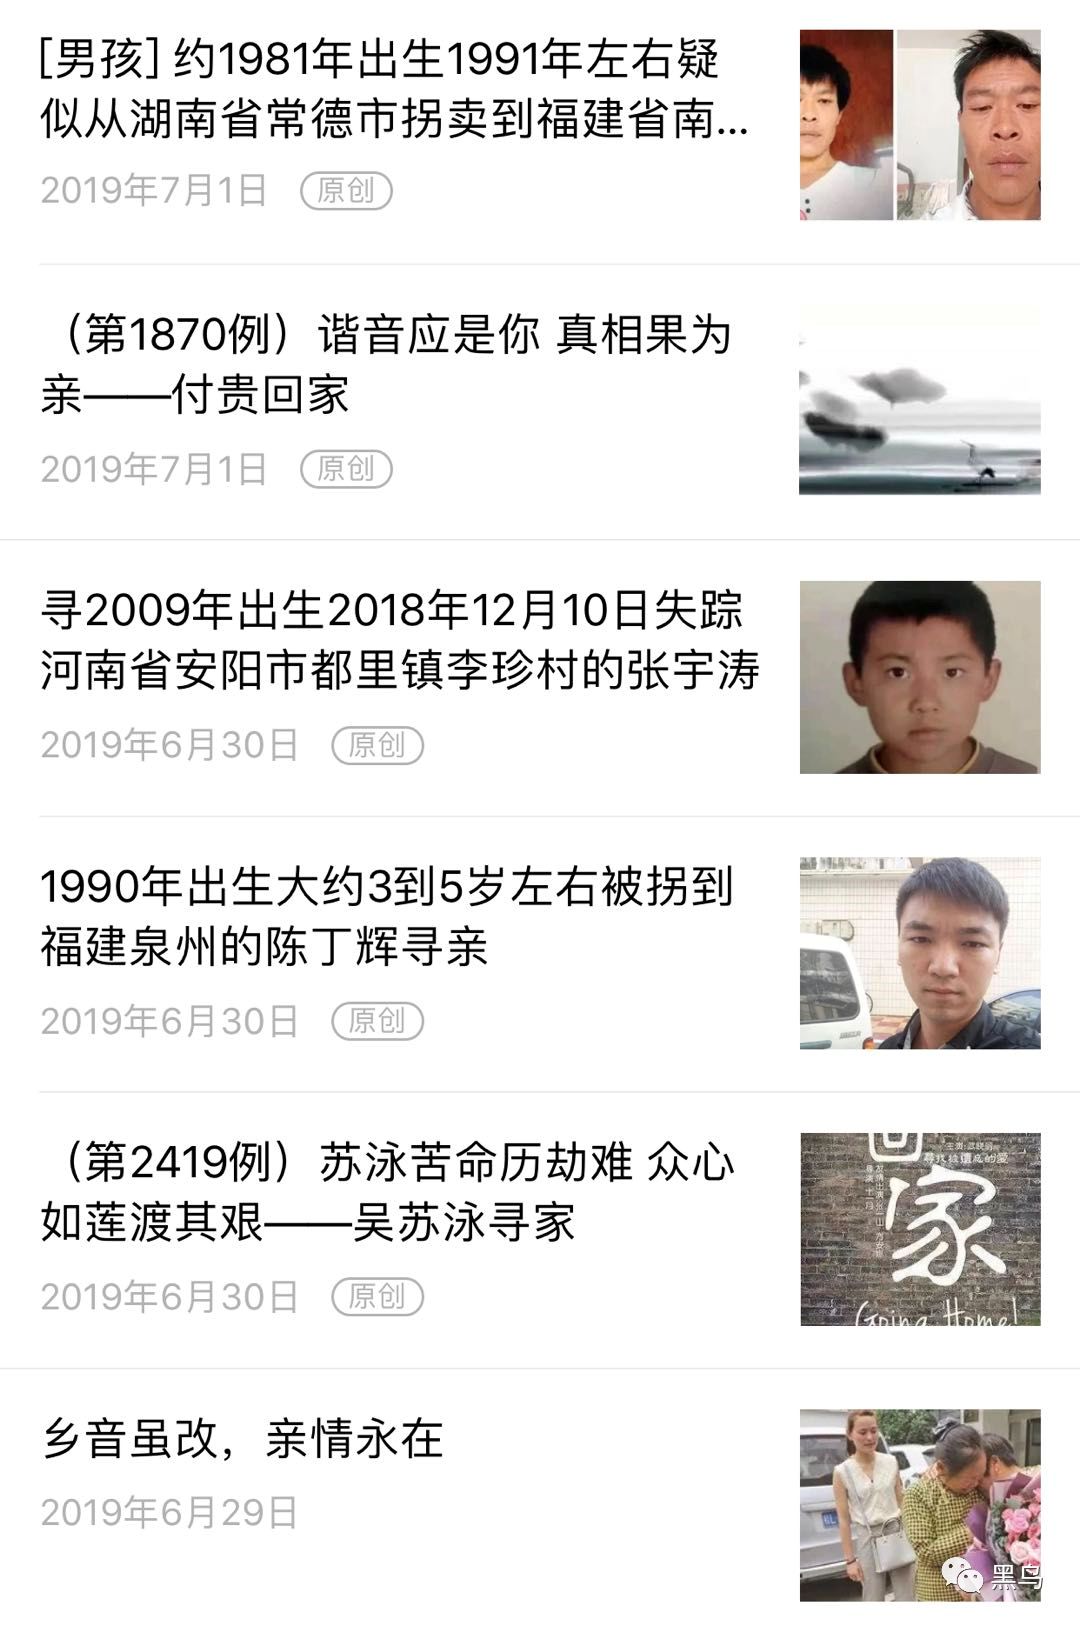 [男孩] 约1981年出生1991年左右疑
似从湖南省常德市拐卖到福建省南...
2019年7月1日 原创
（第1870例）谐音应是你 真相果为
亲——付贵回家
2019年7月1日 原创
寻2009年出生2018年12月10日失踪
河南省安阳市都里镇李珍村的张宇涛
2019年6月30日 原创
1990年出生大约3到5岁左右被拐到
福建泉州的陈丁辉寻亲
2019年6月30日 原创
（第2419例）苏泳苦命历劫难 众心
如莲渡其艰——吴苏泳寻家
2019年6月30日 原创
回
家
Going Home!
乡音虽改，亲情永在
2019年6月29日
黑鸟